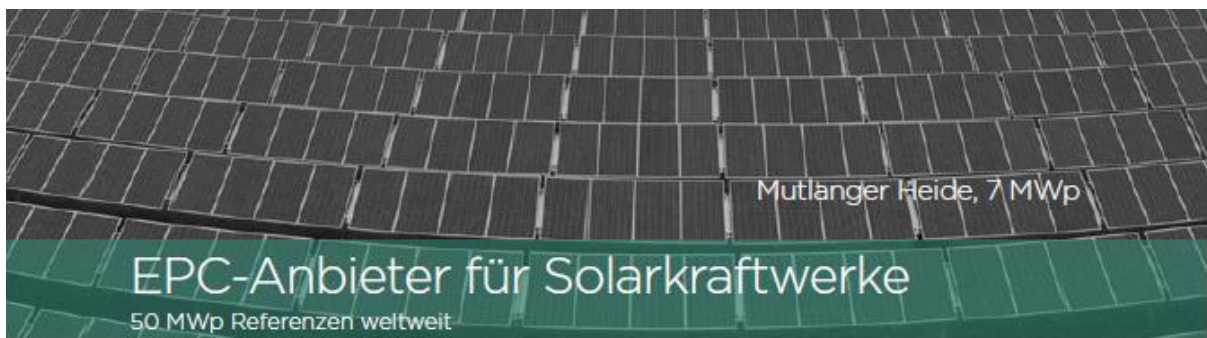 Mutlanger Heide, 7 MWp
EPC-Anbieter für Solarkraftwerke
50 MWp Referenzen weltweit